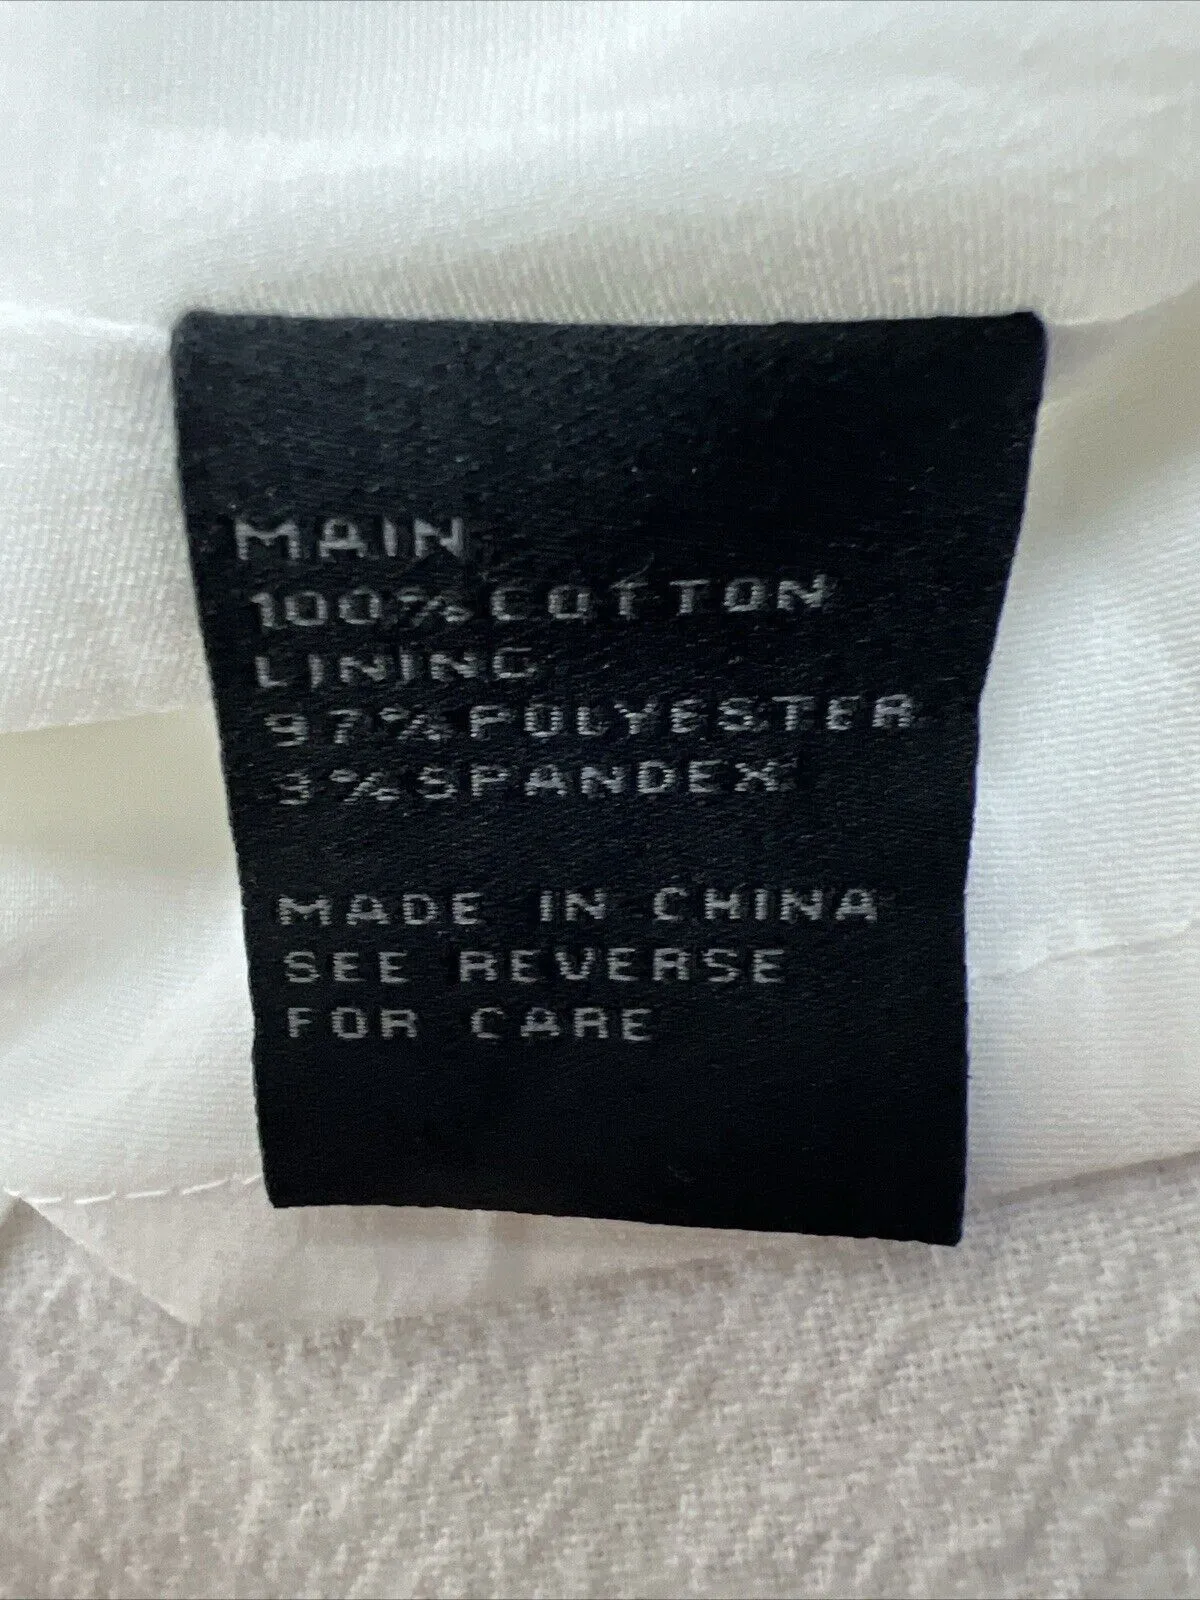 MAIN
100% COTTON
LINING
97% POLYESTER
3% SPANDEX
MADE IN CHINA
SEE REVERSE
FOR CARE